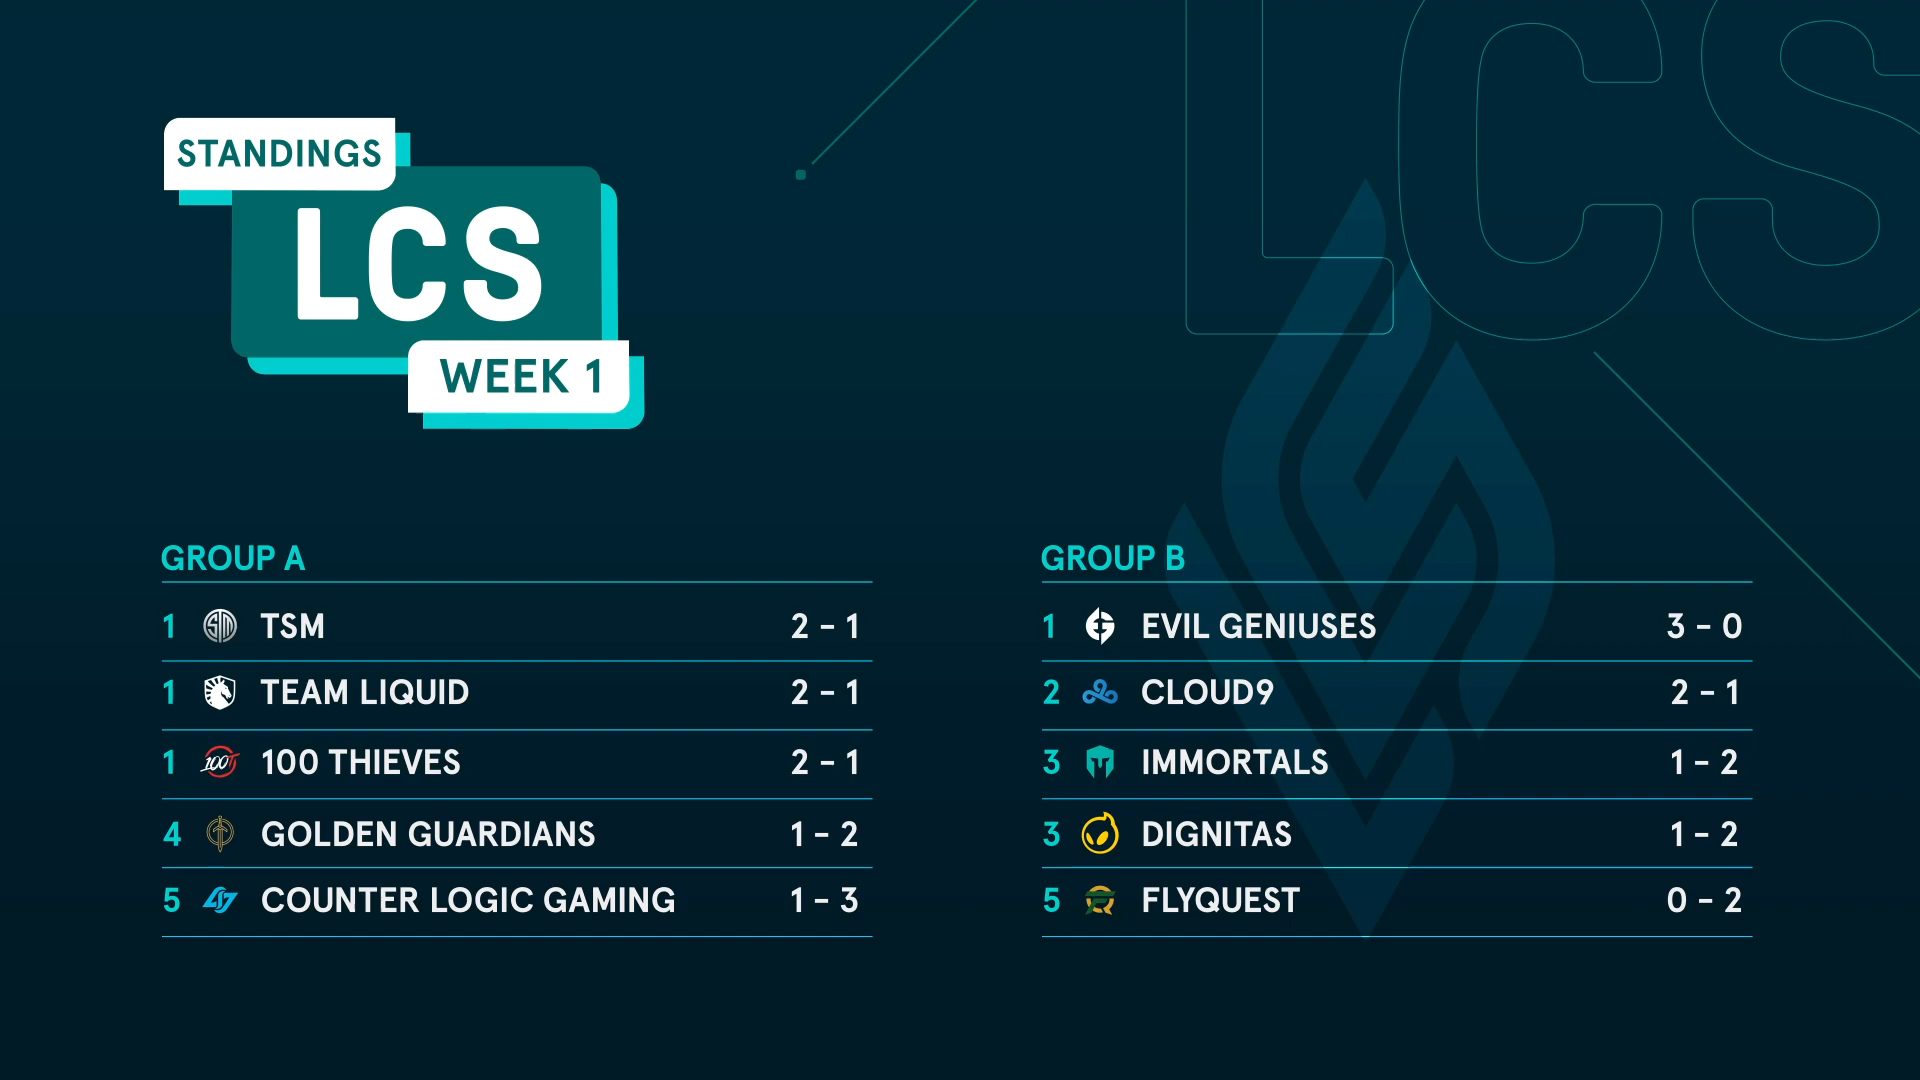 LCS
STANDINGS
LCS
WEEK 1
GROUP A
1 TSM 2 – 1
1 TEAM LIQUID 2 – 1
1 100 THIEVES 2 – 1
4 GOLDEN GUARDIANS 1 – 2
5 COUNTER LOGIC GAMING 1 – 3
GROUP B
1 EVIL GENIUSES 3 – 0
2 CLOUD9 2 – 1
3 IMMORTALS 1 – 2
3 DIGNITAS 1 – 2
5 FLYQUEST 0 – 2